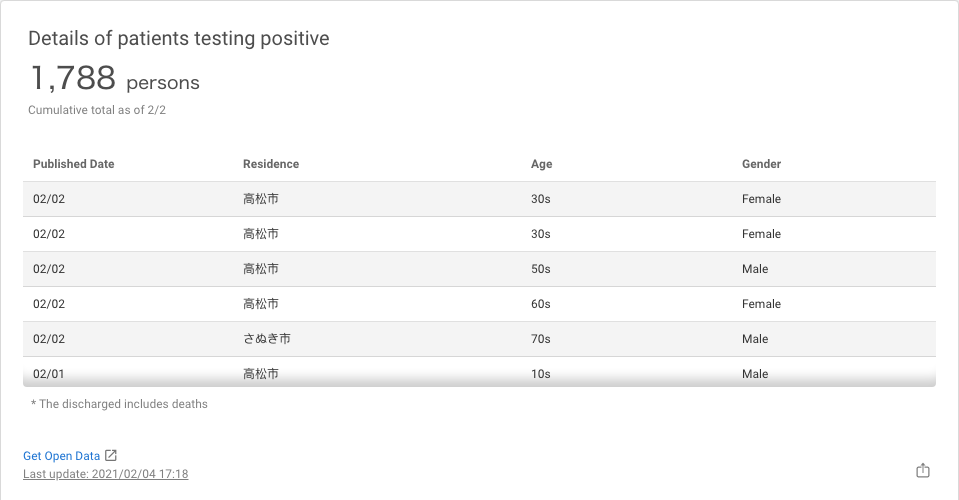 Details of patients testing positive
1,788 persons
Cumulative total as of 2/2
Published Date Residence Age Gender
02/02 高松市 30s Female
02/02 高松市 30s Female
02/02 高松市 50s Male
02/02 高松市 60s Female
02/02 さぬき市 70s Male
02/01 高松市 10s Male
* The discharged includes deaths
Get Open Data
Last update: 2021/02/04 17:18